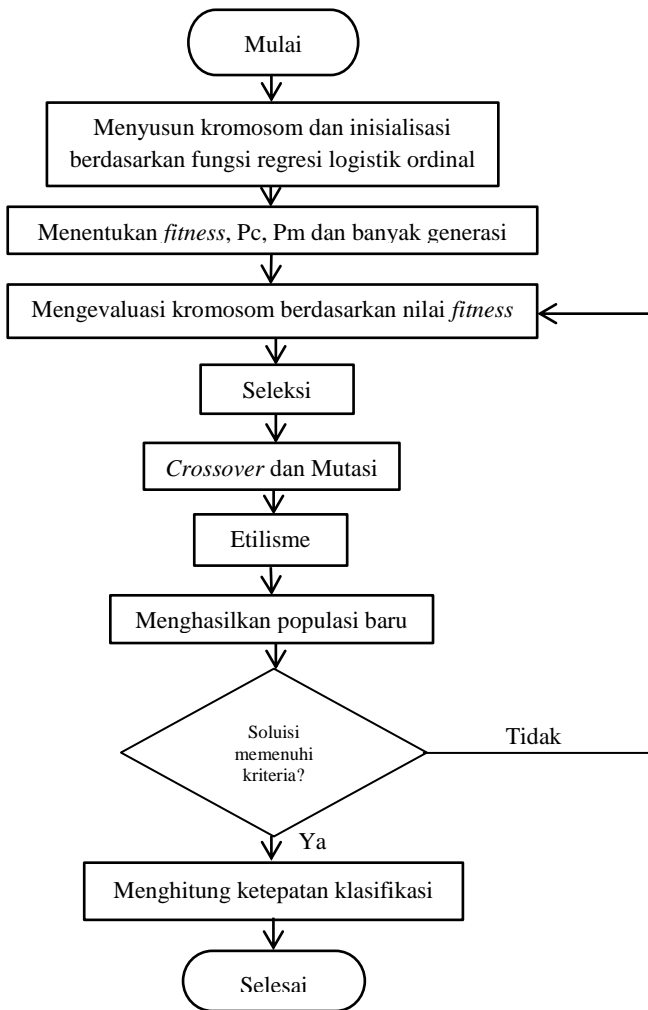 Mulai
Menyusun kromosom dan inisialisasi
berdasarkan fungsi regresi logistik ordinal
Menentukan fitness, Pc, Pm dan banyak generasi
Mengevaluasi kromosom berdasarkan nilai fitness
Seleksi
Crossover dan Mutasi
Etilisme
Menghasilkan populasi baru
Soluisi
memenuhi
kriteria?
Tidak
Ya
Menghitung ketepatan klasifikasi
Selesai